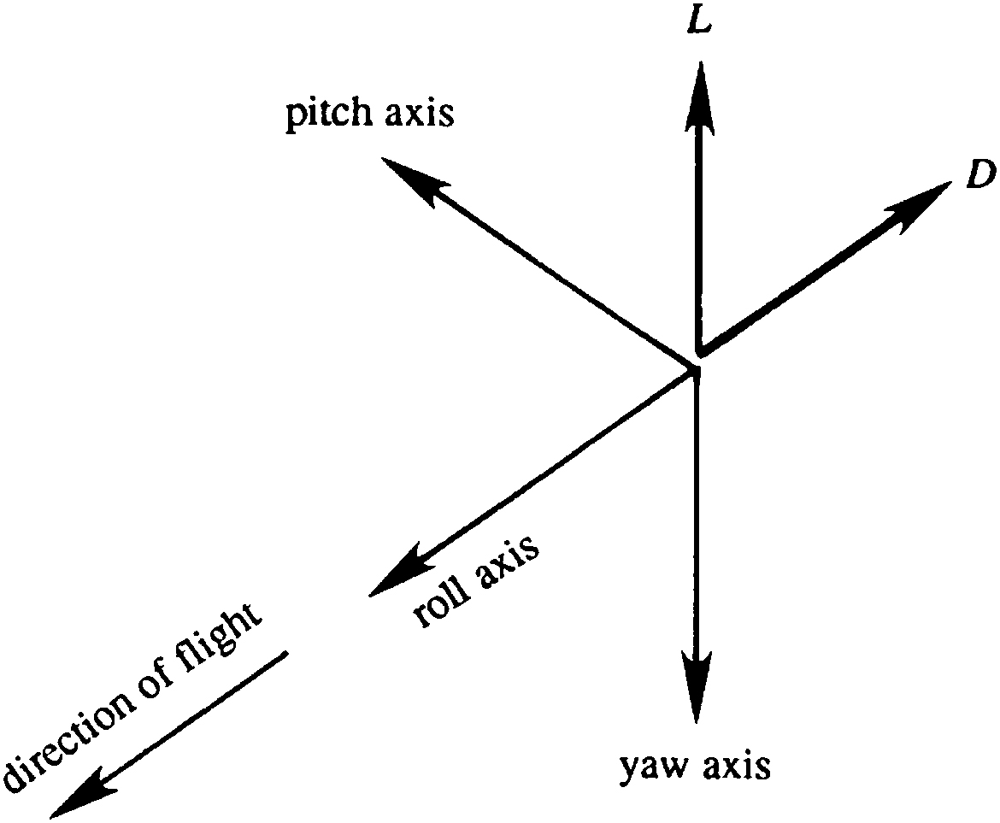 L
pitch axis
D
roll axis
direction of flight
yaw axis